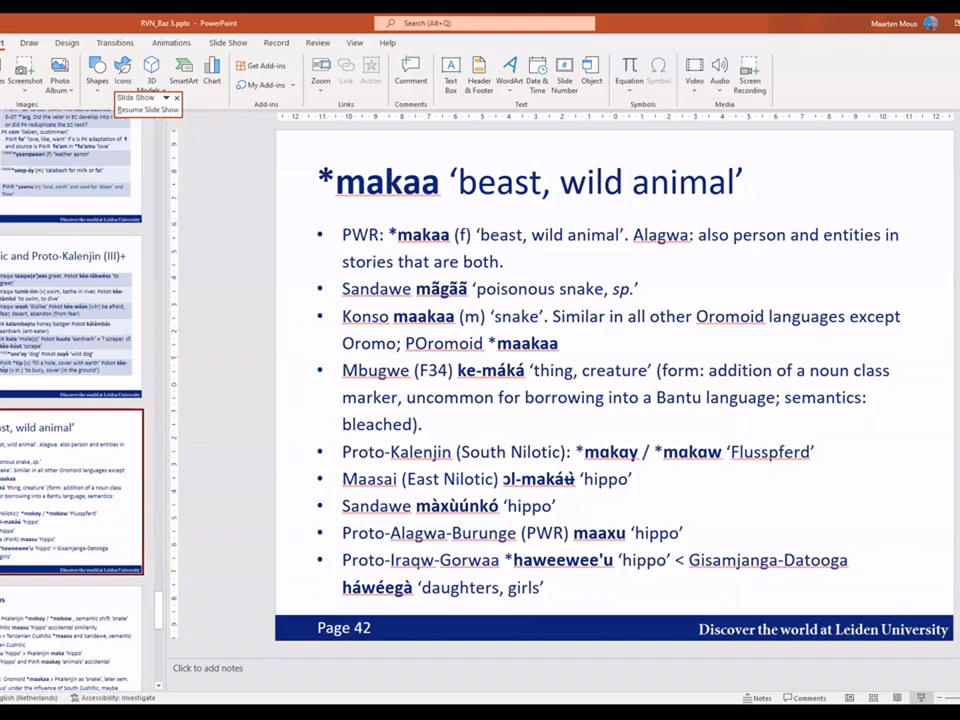 RVN_Baz 3.pptx - PowerPoint
Search (Alt+Q)
Maarten Mous
Draw Design Transitions Animations Slide Show Record Review View Help
Screenshot
Photo Album
Shapes
Icons
3D Models
SmartArt
Chart
Get Add-ins
My Add-ins
Zoom
Link
Action
Comment
Text Box
Header & Footer
WordArt
Date & Time
Slide Number
Object
Equation
Symbol
Video
Audio
Screen Recording
Images
Add-ins
Links
Comments
Text
Symbols
Media
Slide Show
Resume Slide Show
*makaa ‘beast, wild animal’
• PWR: *makaa (f) ‘beast, wild animal’. Alagwa: also person and entities in
stories that are both.
• Sandawe mãgãã ‘poisonous snake, sp.’
• Konso maakaa (m) ‘snake’. Similar in all other Oromoid languages except
Oromo; POromoid *maakaa
• Mbugwe (F34) ke-máká ‘thing, creature’ (form: addition of a noun class
marker, uncommon for borrowing into a Bantu language; semantics:
bleached).
• Proto-Kalenjin (South Nilotic): *mɑkɑy / *mɑkɑw ‘Flusspferd’
• Maasai (East Nilotic) ɔl-makáʉ̀ ‘hippo’
• Sandawe màxùúnkó ‘hippo’
• Proto-Alagwa-Burunge (PWR) maaxu ‘hippo’
• Proto-Iraqw-Gorwaa *haweewee'u ‘hippo’ < Gisamjanga-Datooga
háwéegà ‘daughters, girls’
Page 42
Discover the world at Leiden University
Click to add notes
English (Netherlands)
Accessibility: Investigate
Notes
Comments